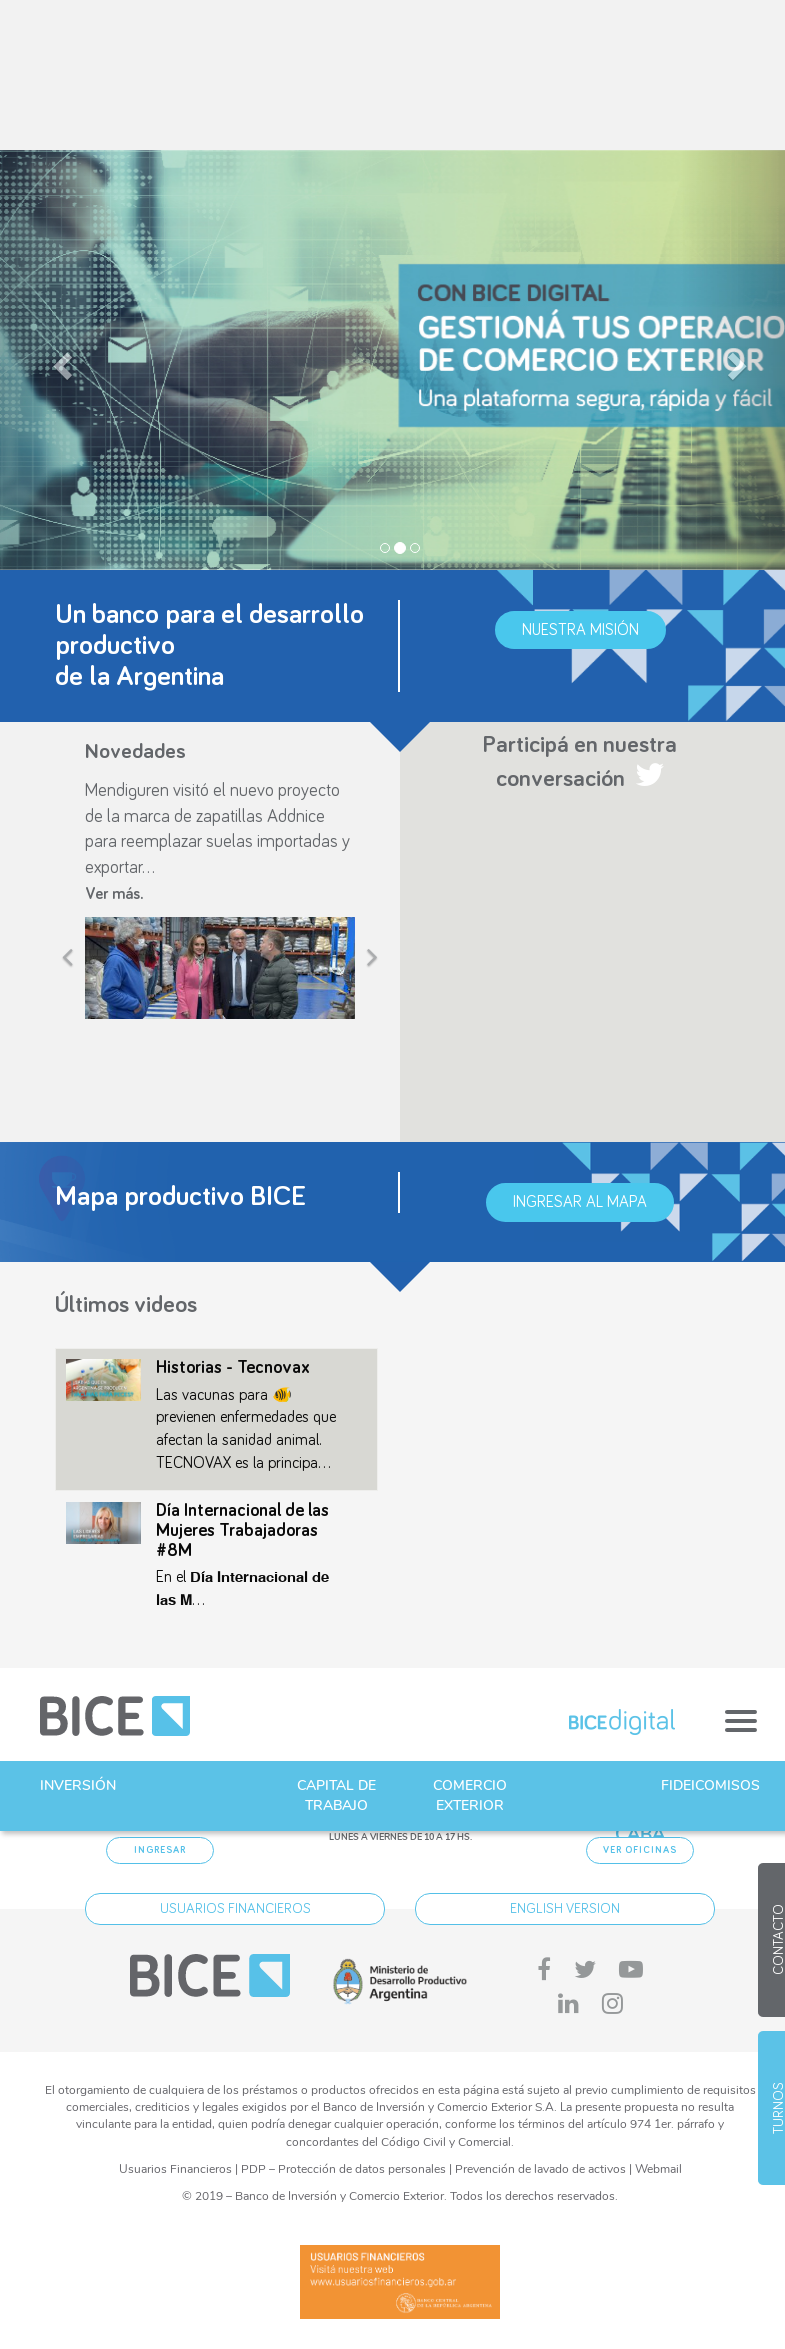 CON BICE DIGITAL
GESTIONÁ TUS OPERACIO
DE COMERCIO EXTERIOR
Una plataforma segura, rápida y fácil
Un banco para el desarrollo
productivo
de la Argentina
NUESTRA MISIÓN
Novedades
Mendiguren visitó el nuevo proyecto
de la marca de zapatillas Addnice
para reemplazar suelas importadas y
exportar...
Ver más.
Participá en nuestra
conversación
Mapa productivo BICE
INGRESAR AL MAPA
Últimos videos
Historias - Tecnovax
Las vacunas para 🐠
previenen enfermedades que
afectan la sanidad animal.
TECNOVAX es la principa...
Día Internacional de las
Mujeres Trabajadoras
#8M
En el Día Internacional de
las M...
BICE
BICEdigital
INVERSIÓN
CAPITAL DE
TRABAJO
COMERCIO
EXTERIOR
FIDEICOMISOS
CABA
LUNES A VIERNES DE 10 A 17 HS.
INGRESAR
VER OFICINAS
USUARIOS FINANCIEROS
ENGLISH VERSION
CONTACTO
BICE
Ministerio de
Desarrollo Productivo
Argentina
TURNOS
El otorgamiento de cualquiera de los préstamos o productos ofrecidos en esta página está sujeto al previo cumplimiento de requisitos
comerciales, crediticios y legales exigidos por el Banco de Inversión y Comercio Exterior S.A. La presente propuesta no resulta
vinculante para la entidad, quien podría denegar cualquier operación, conforme los términos del artículo 974 1er. párrafo y
concordantes del Código Civil y Comercial.
Usuarios Financieros | PDP – Protección de datos personales | Prevención de lavado de activos | Webmail
© 2019 – Banco de Inversión y Comercio Exterior. Todos los derechos reservados.
USUARIOS FINANCIEROS
Visitá nuestra web
www.usuariosfinancieros.gob.ar
BANCO CENTRAL
DE LA REPÚBLICA ARGENTINA